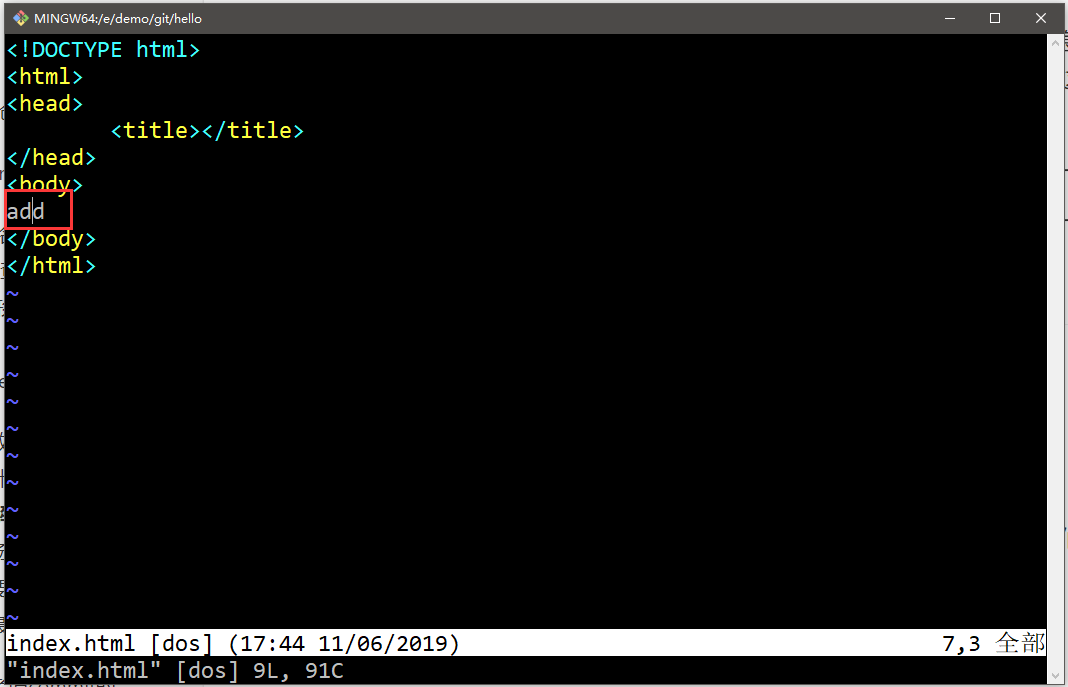 MINGW64:/e/demo/git/hello
<!DOCTYPE html>
<html>
<head>
        <title></title>
</head>
<body>
add
</body>
</html>
~
~
~
~
~
~
~
~
~
~
~
~
~
index.html [dos] (17:44 11/06/2019)                                      7,3 全部
"index.html" [dos] 9L, 91C